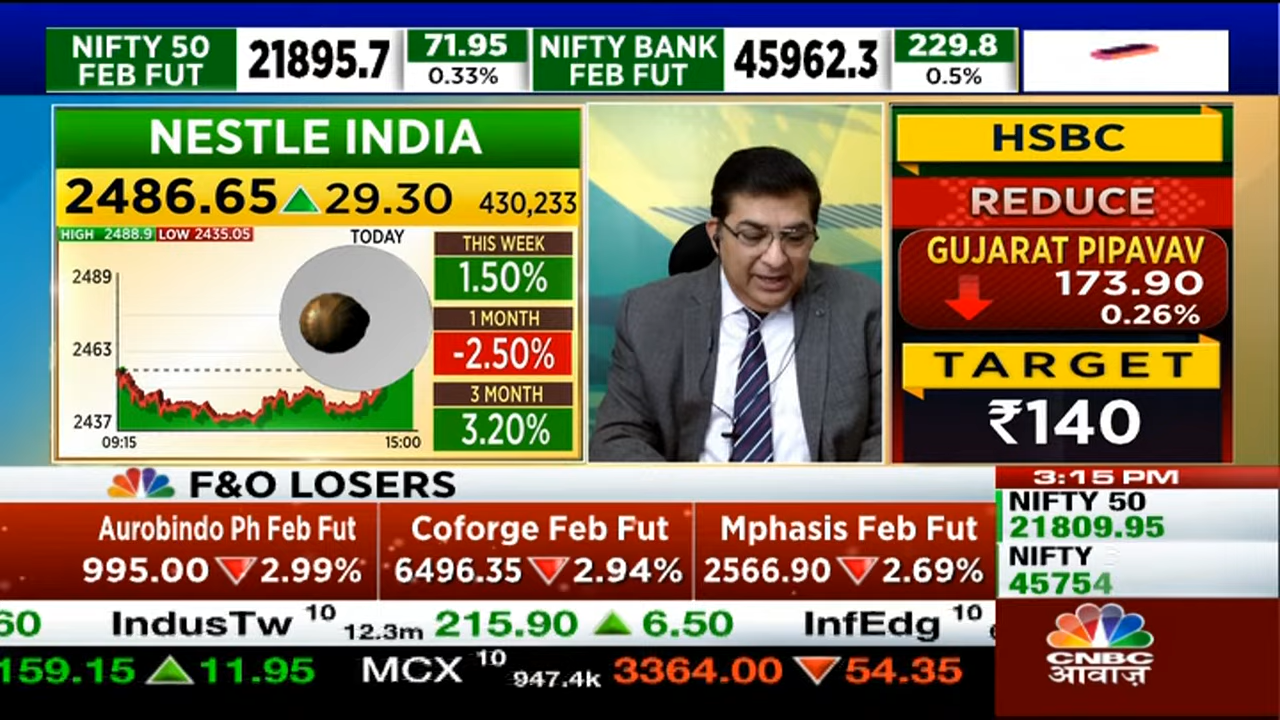 NIFTY 50
FEB FUT
21895.7
71.95
0.33%
NIFTY BANK
FEB FUT
45962.3
229.8
0.5%
NESTLE INDIA
2486.65 ▲ 29.30 430,233
HIGH 2488.9 LOW 2435.05
TODAY
2489
2463
2437
09:15 15:00
THIS WEEK
1.50%
1 MONTH
-2.50%
3 MONTH
3.20%
HSBC
REDUCE
GUJARAT PIPAVAV
173.90
0.26%
TARGET
₹140
F&O LOSERS
Aurobindo Ph Feb Fut
995.00 ▼ 2.99%
Coforge Feb Fut
6496.35 ▼ 2.94%
Mphasis Feb Fut
2566.90 ▼ 2.69%
3:15 PM
NIFTY 50
21809.95
NIFTY
45754
60 IndusTw 10 12.3m 215.90 ▲ 6.50 InfEdg 10
159.15 ▲ 11.95 MCX 10 947.4k 3364.00 ▼ 54.35
CNBC
आवाज़